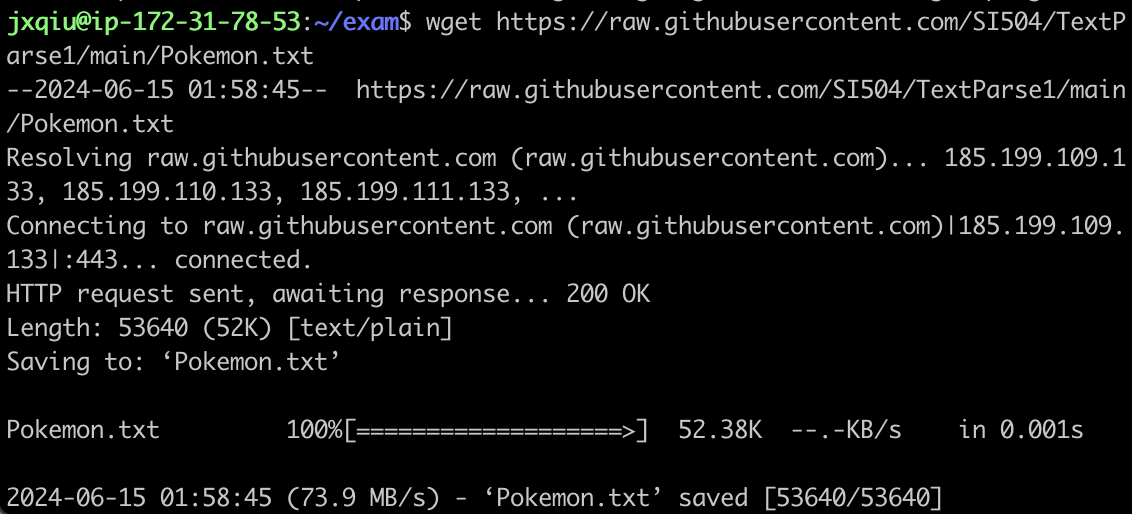 jxqiu@ip-172-31-78-53:~/exam$ wget https://raw.githubusercontent.com/SI504/TextP
arse1/main/Pokemon.txt
--2024-06-15 01:58:45--  https://raw.githubusercontent.com/SI504/TextParse1/main
/Pokemon.txt
Resolving raw.githubusercontent.com (raw.githubusercontent.com)... 185.199.109.1
33, 185.199.110.133, 185.199.111.133, ...
Connecting to raw.githubusercontent.com (raw.githubusercontent.com)|185.199.109.
133|:443... connected.
HTTP request sent, awaiting response... 200 OK
Length: 53640 (52K) [text/plain]
Saving to: ‘Pokemon.txt’
Pokemon.txt         100%[===================>]  52.38K  --.-KB/s    in 0.001s
2024-06-15 01:58:45 (73.9 MB/s) - ‘Pokemon.txt’ saved [53640/53640]